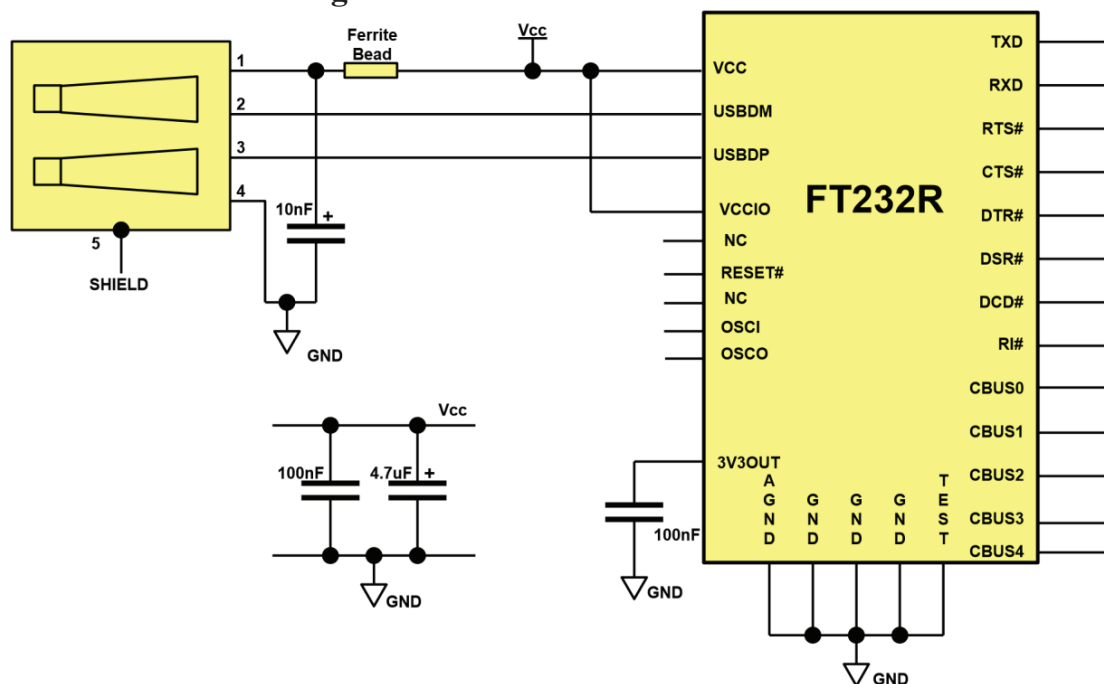 Ferrite
Bead
Vcc
1
2
3
4
5
SHIELD
10nF
+
GND
Vcc
100nF
4.7uF
+
GND
FT232R
VCC
USBDM
USBDP
VCCIO
NC
RESET#
NC
OSCI
OSCO
3V3OUT
100nF
GND
AGND
GND
GND
GND
TEST
GND
TXD
RXD
RTS#
CTS#
DTR#
DSR#
DCD#
RI#
CBUS0
CBUS1
CBUS2
CBUS3
CBUS4